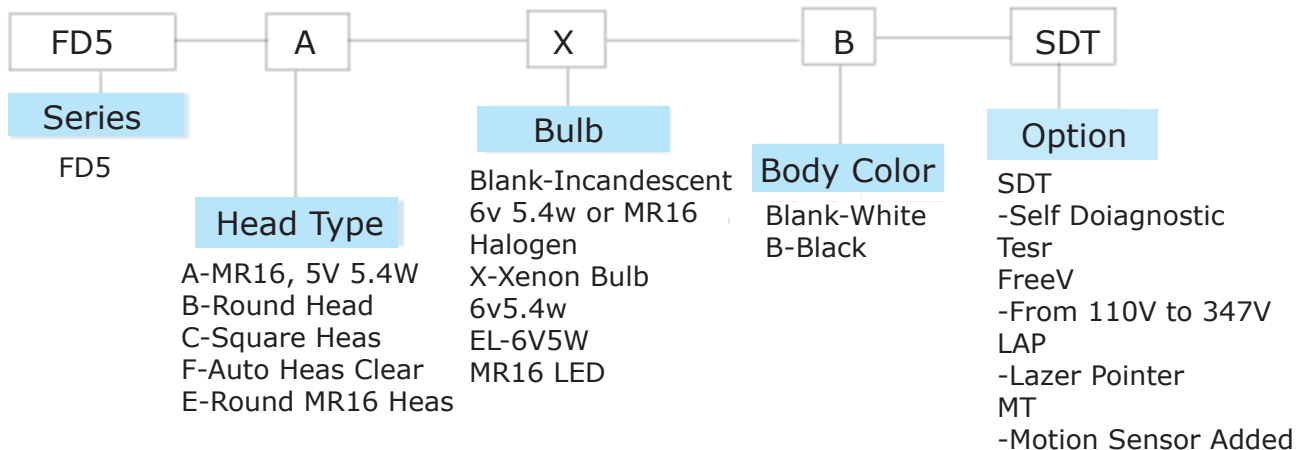 FD5 A X B SDT
Series
FD5
Head Type
A-MR16, 5V 5.4W
B-Round Head
C-Square Heas
F-Auto Heas Clear
E-Round MR16 Heas
Bulb
Blank-Incandescent
6v 5.4w or MR16
Halogen
X-Xenon Bulb
6v5.4w
EL-6V5W
MR16 LED
Body Color
Blank-White
B-Black
Option
SDT
-Self Doiagnostic
Tesr
FreeV
-From 110V to 347V
LAP
-Lazer Pointer
MT
-Motion Sensor Added